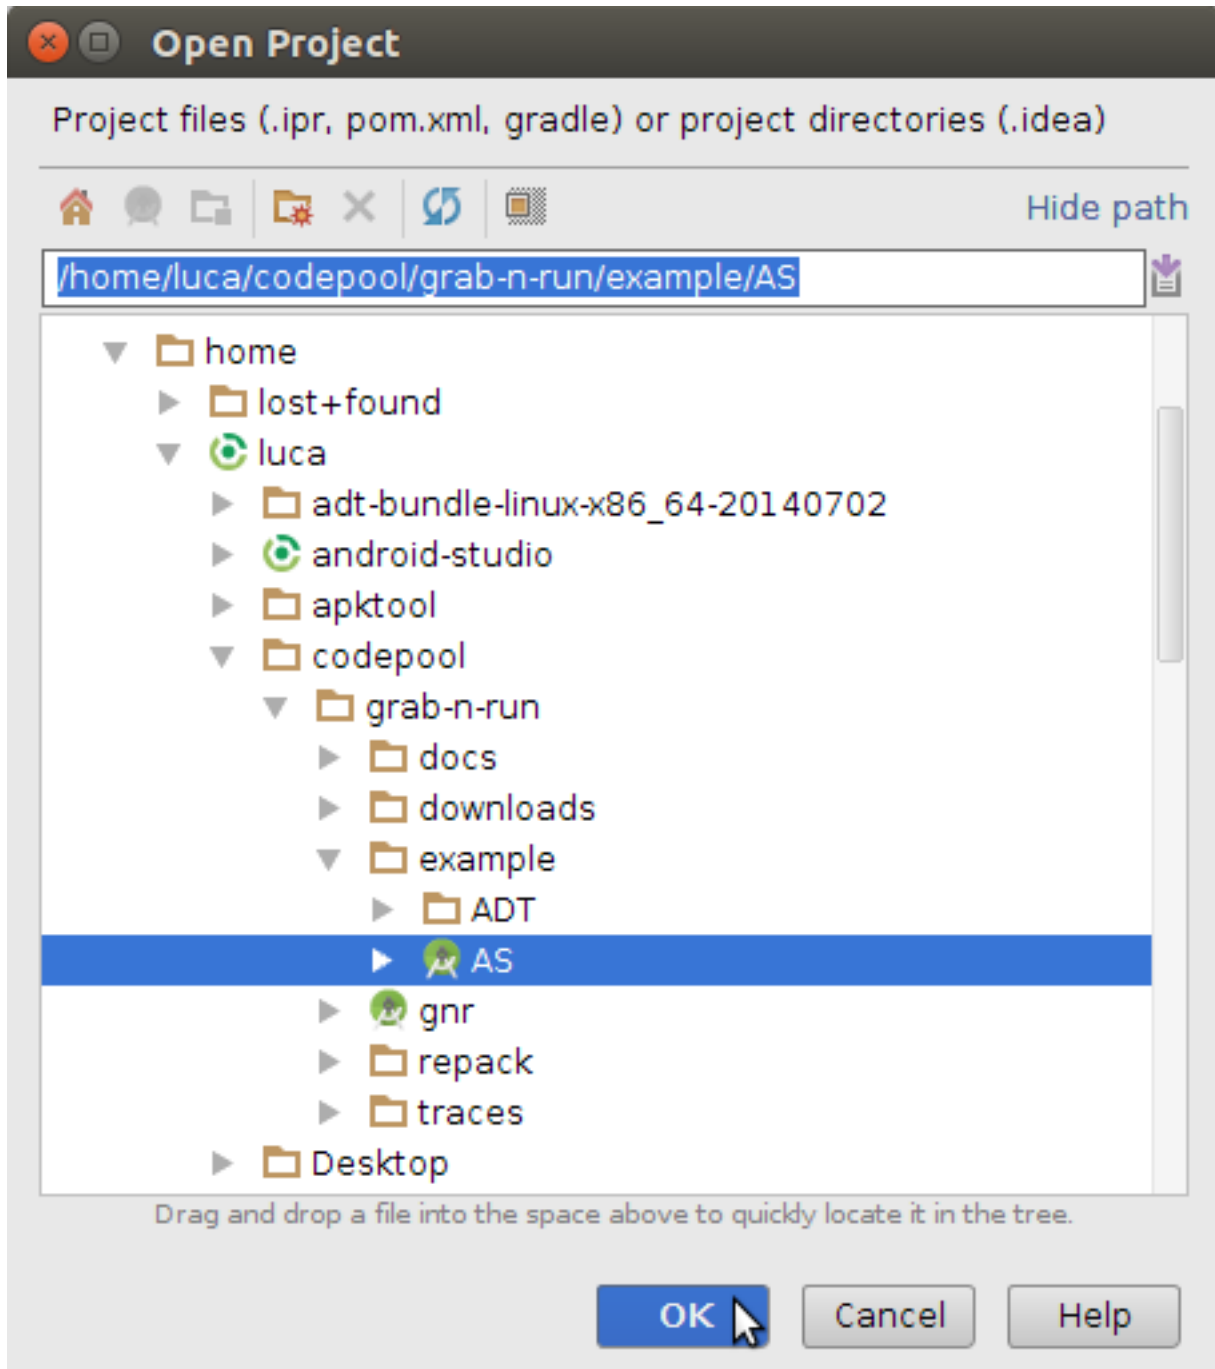 Open Project
Project files (.ipr, pom.xml, gradle) or project directories (.idea)
Hide path
/home/luca/codepool/grab-n-run/example/AS
home
lost+found
luca
adt-bundle-linux-x86_64-20140702
android-studio
apktool
codepool
grab-n-run
docs
downloads
example
ADT
AS
gnr
repack
traces
Desktop
Drag and drop a file into the space above to quickly locate it in the tree.
OK Cancel Help